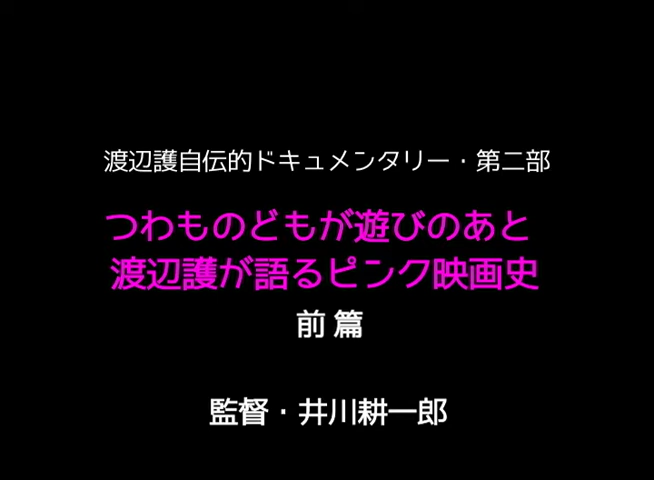 渡辺護自伝的ドキュメンタリー・第二部
つわものどもが遊びのあと
渡辺護が語るピンク映画史
前篇
監督・井川耕一郎